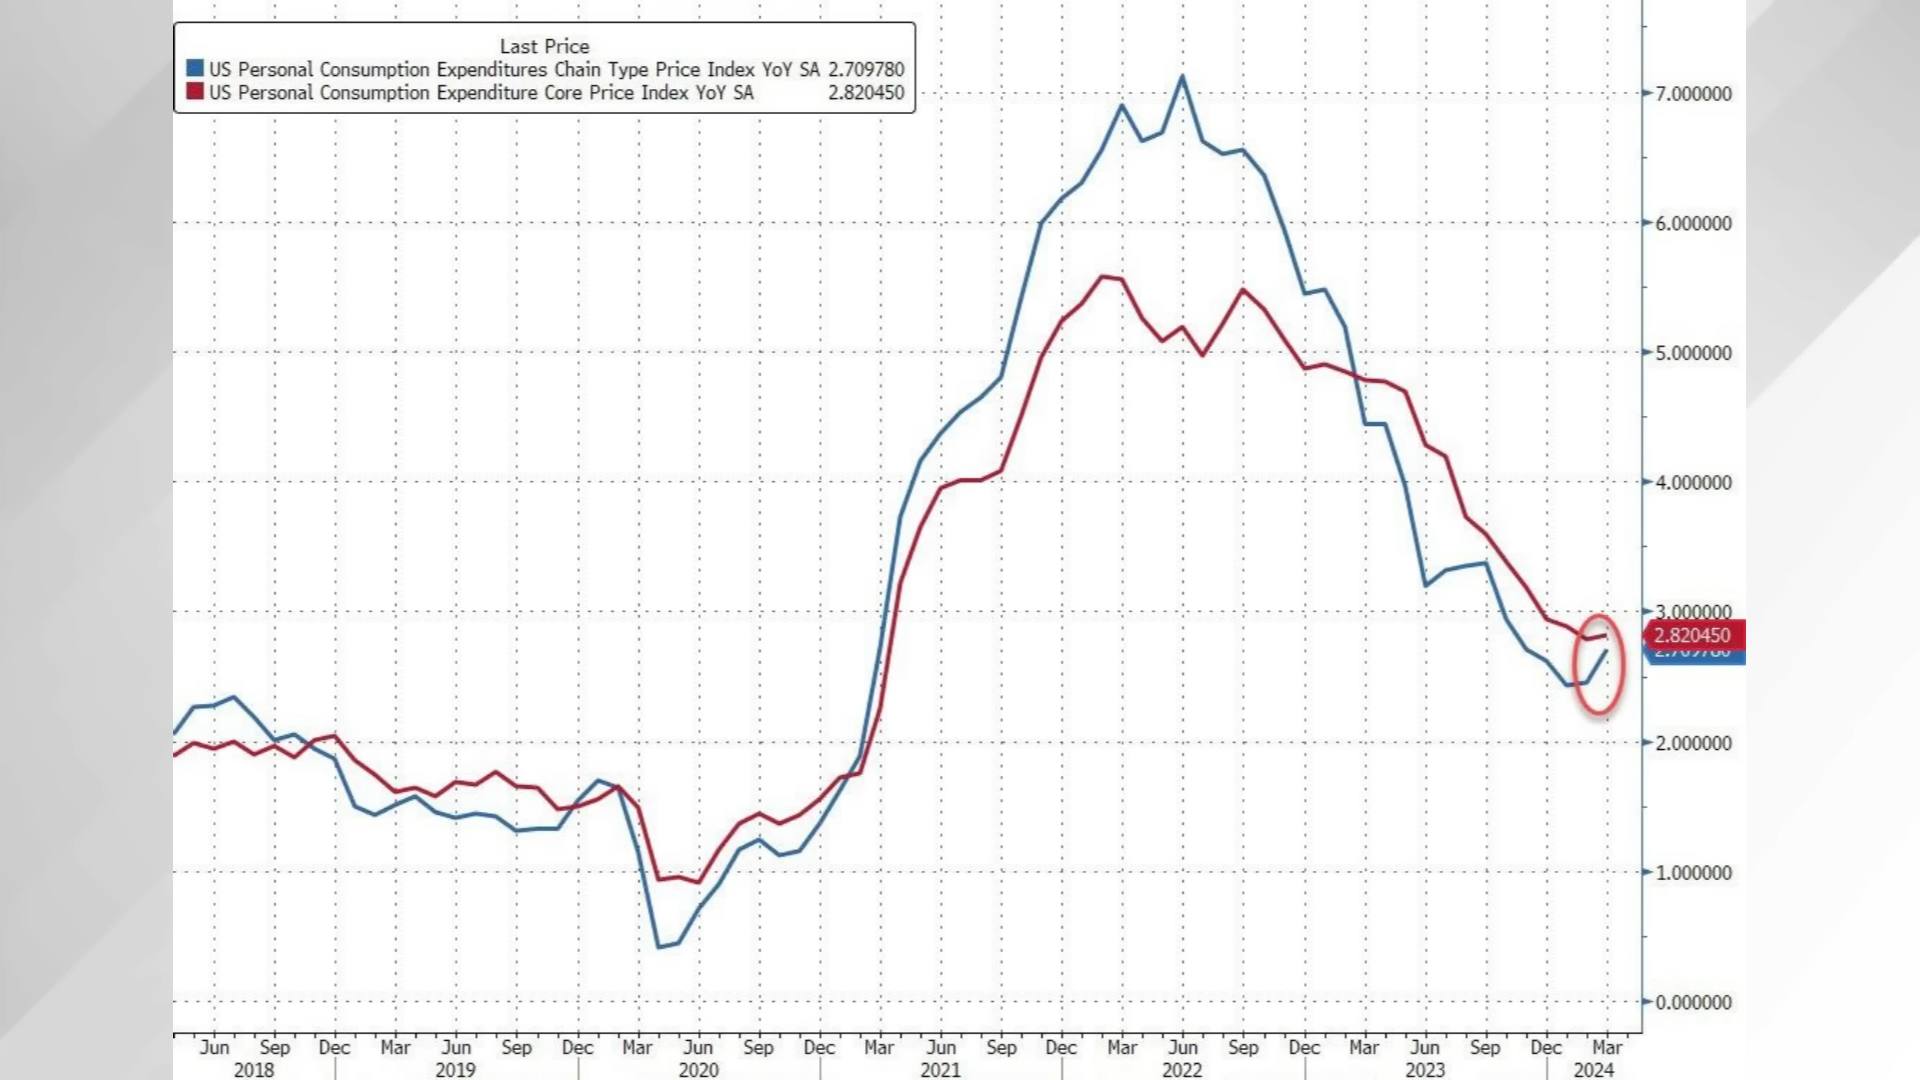 Last Price
US Personal Consumption Expenditures Chain Type Price Index YoY SA 2.709780
US Personal Consumption Expenditure Core Price Index YoY SA 2.820450
7.000000
6.000000
5.000000
4.000000
3.000000
2.820450
2.709780
2.000000
1.000000
0.000000
Jun Sep Dec Mar Jun Sep Dec Mar Jun Sep Dec Mar Jun Sep Dec Mar Jun Sep Dec Mar Jun Sep Dec Mar
2018 2019 2020 2021 2022 2023 2024